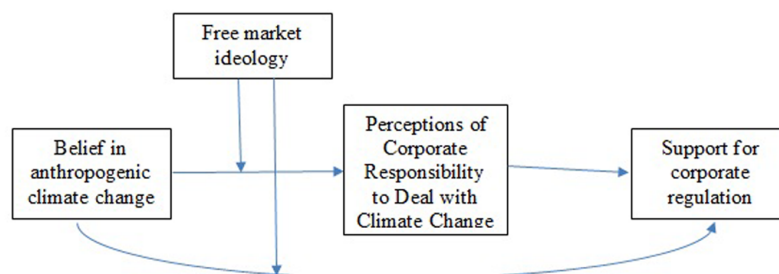 Free market
ideology
Belief in
anthropogenic
climate change
Perceptions of
Corporate
Responsibility
to Deal with
Climate Change
Support for
corporate
regulation